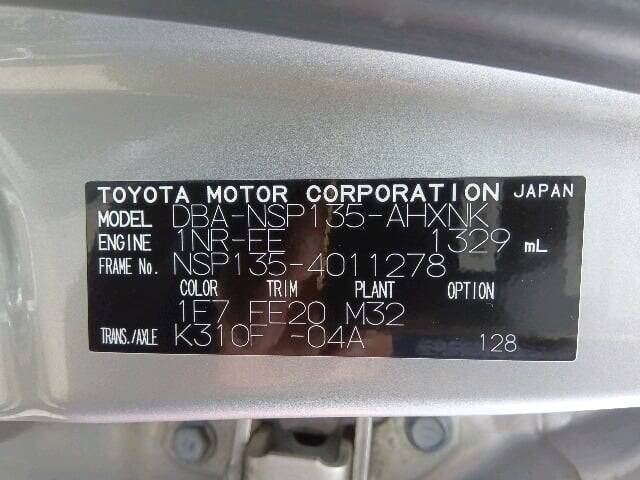 TOYOTA MOTOR CORPORATION JAPAN
MODEL DBA-NSP135-AHXNK
ENGINE 1NR-FE 1329 mL
FRAME No. NSP135-4011278
COLOR TRIM PLANT OPTION
1F7 FE20 M32
TRANS./AXLE K310F -04A 128